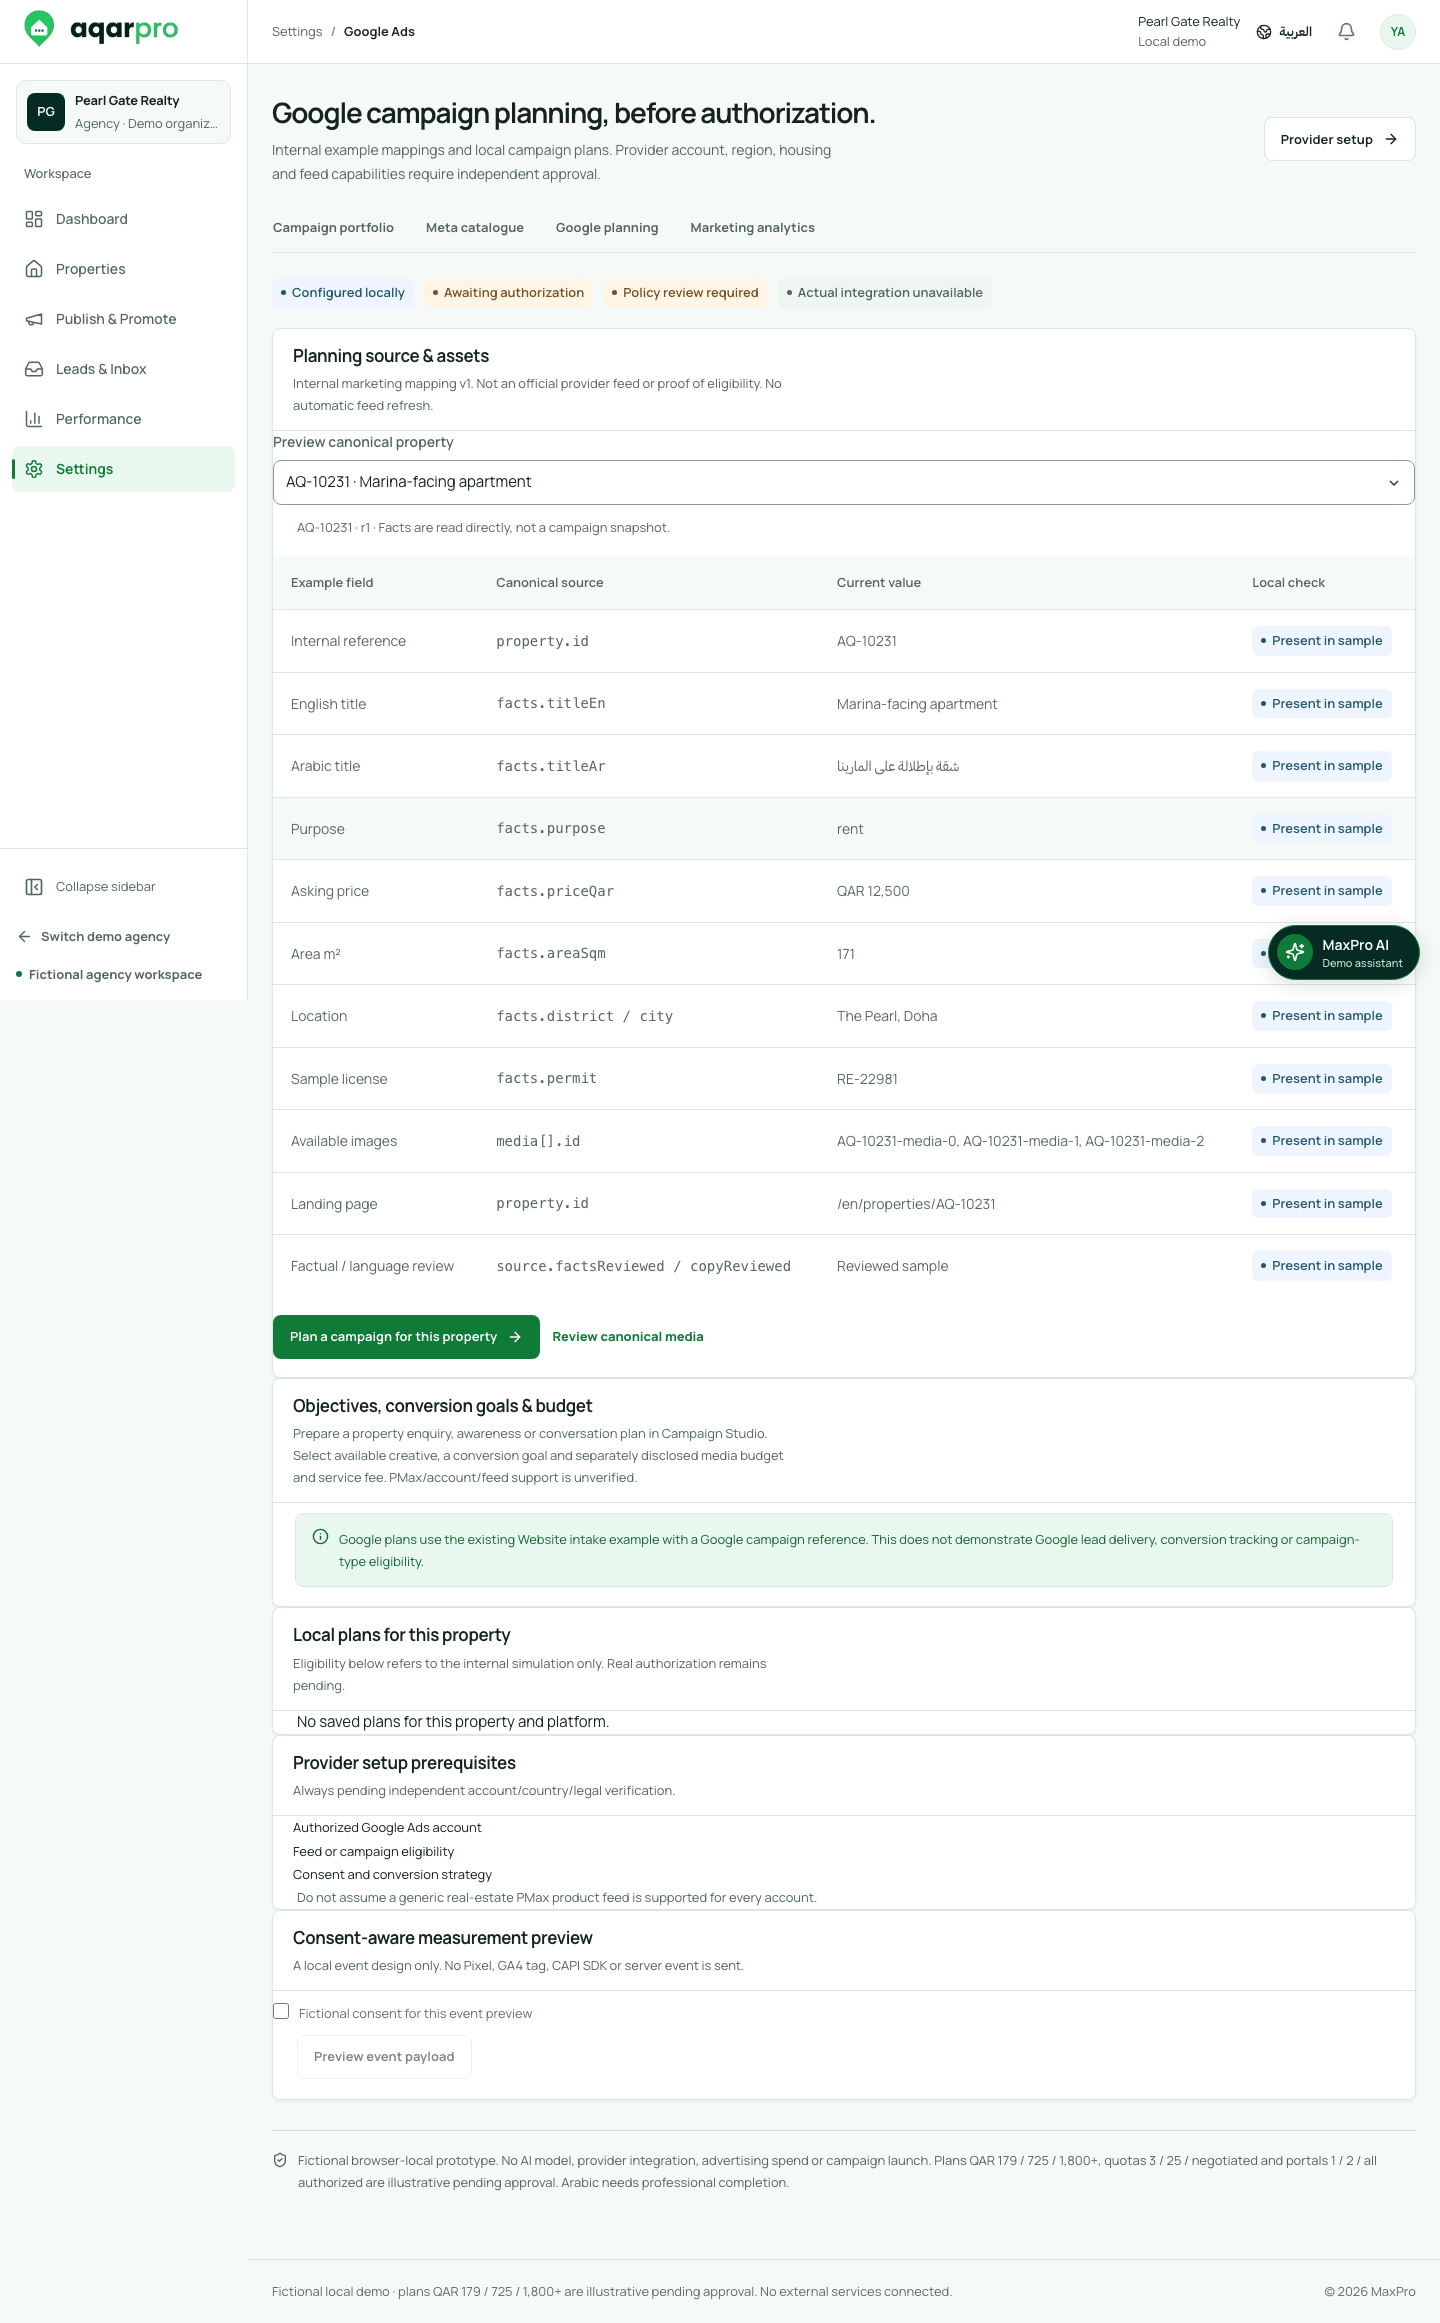 aqarpro
Settings / Google Ads
Pearl Gate Realty
Local demo
العربية
YA
PG
Pearl Gate Realty
Agency · Demo organiz...
Workspace
Dashboard
Properties
Publish & Promote
Leads & Inbox
Performance
Settings
Collapse sidebar
Switch demo agency
Fictional agency workspace
Google campaign planning, before authorization.
Internal example mappings and local campaign plans. Provider account, region, housing
and feed capabilities require independent approval.
Provider setup
Campaign portfolio Meta catalogue Google planning Marketing analytics
Configured locally Awaiting authorization Policy review required Actual integration unavailable
Planning source & assets
Internal marketing mapping v1. Not an official provider feed or proof of eligibility. No
automatic feed refresh.
Preview canonical property
AQ-10231 · Marina-facing apartment
AQ-10231 · r1 · Facts are read directly, not a campaign snapshot.
Example field Canonical source Current value Local check
Internal reference property.id AQ-10231 Present in sample
English title facts.titleEn Marina-facing apartment Present in sample
Arabic title facts.titleAr شقة بإطلالة على المارينا Present in sample
Purpose facts.purpose rent Present in sample
Asking price facts.priceQar QAR 12,500 Present in sample
Area m² facts.areaSqm 171
MaxPro AI
Demo assistant
Location facts.district / city The Pearl, Doha Present in sample
Sample license facts.permit RE-22981 Present in sample
Available images media[].id AQ-10231-media-0, AQ-10231-media-1, AQ-10231-media-2 Present in sample
Landing page property.id /en/properties/AQ-10231 Present in sample
Factual / language review source.factsReviewed / copyReviewed Reviewed sample Present in sample
Plan a campaign for this property Review canonical media
Objectives, conversion goals & budget
Prepare a property enquiry, awareness or conversation plan in Campaign Studio.
Select available creative, a conversion goal and separately disclosed media budget
and service fee. PMax/account/feed support is unverified.
Google plans use the existing Website intake example with a Google campaign reference. This does not demonstrate Google lead delivery, conversion tracking or campaign-
type eligibility.
Local plans for this property
Eligibility below refers to the internal simulation only. Real authorization remains
pending.
No saved plans for this property and platform.
Provider setup prerequisites
Always pending independent account/country/legal verification.
Authorized Google Ads account
Feed or campaign eligibility
Consent and conversion strategy
Do not assume a generic real-estate PMax product feed is supported for every account.
Consent-aware measurement preview
A local event design only. No Pixel, GA4 tag, CAPI SDK or server event is sent.
Fictional consent for this event preview
Preview event payload
Fictional browser-local prototype. No AI model, provider integration, advertising spend or campaign launch. Plans QAR 179 / 725 / 1,800+, quotas 3 / 25 / negotiated and portals 1 / 2 / all
authorized are illustrative pending approval. Arabic needs professional completion.
Fictional local demo · plans QAR 179 / 725 / 1,800+ are illustrative pending approval. No external services connected.
© 2026 MaxPro